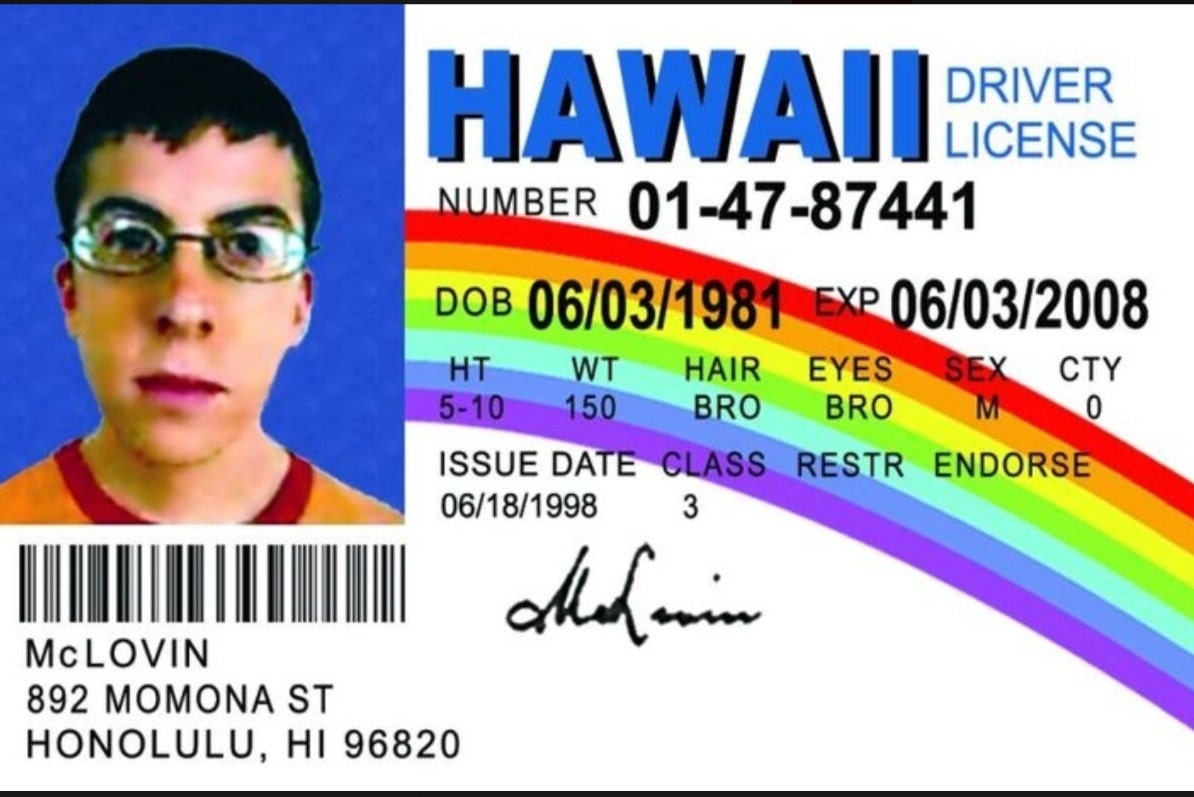 HAWAII DRIVER LICENSE
NUMBER 01-47-87441
DOB 06/03/1981 EXP 06/03/2008
HT WT HAIR EYES SEX CTY
5-10 150 BRO BRO M 0
ISSUE DATE CLASS RESTR ENDORSE
06/18/1998 3
McLovin
McLOVIN
892 MOMONA ST
HONOLULU, HI 96820